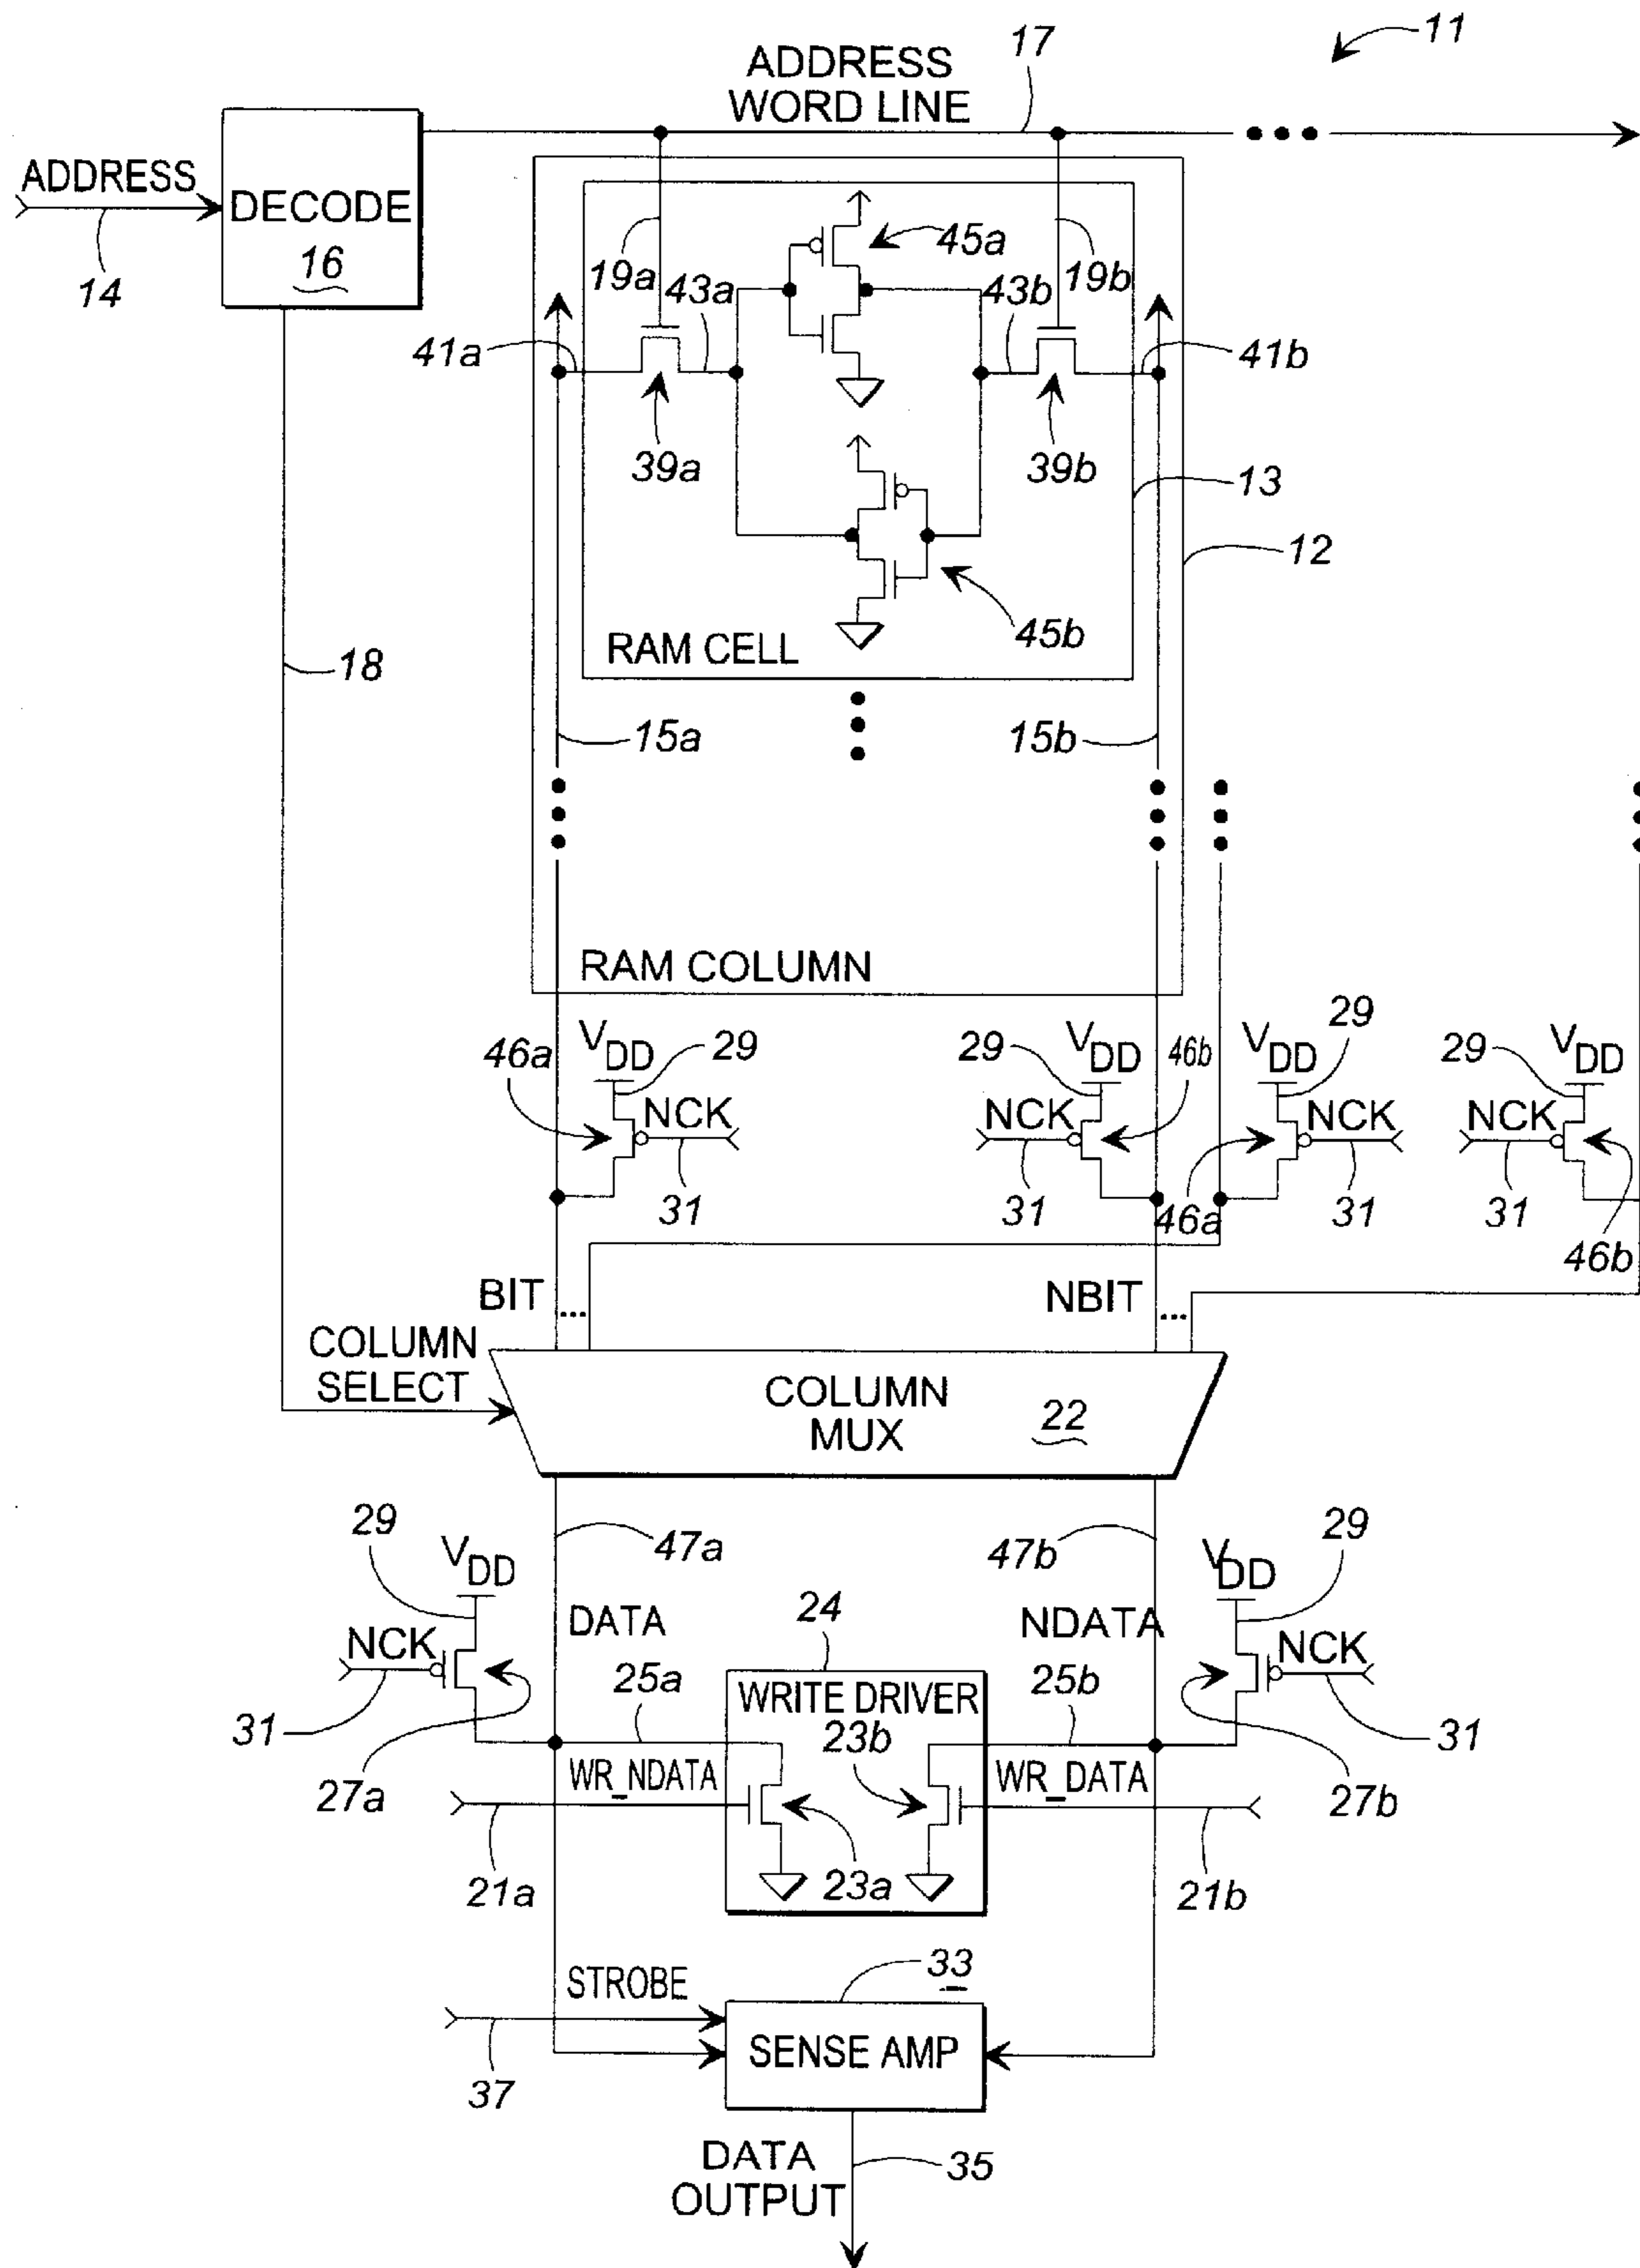 11
17
ADDRESS
WORD LINE
ADDRESS
14
DECODE
16
19a
43a
45a
43b
19b
41a
41b
39a
39b
13
12
45b
RAM CELL
18
15a
15b
RAM COLUMN
46a
VDD
29
NCK
31
29
VDD
46b
NCK
31
VDD
29
NCK
46a
31
29
VDD
NCK
31
46b
BIT
...
NBIT
...
COLUMN
SELECT
COLUMN
MUX
22
47a
47b
29
VDD
NCK
31
27a
DATA
24
NDATA
VDD
29
NCK
31
27b
25a
WRITE DRIVER
25b
23b
WR_NDATA
WR_DATA
21a
23a
21b
STROBE
33
SENSE AMP
37
DATA
OUTPUT
35